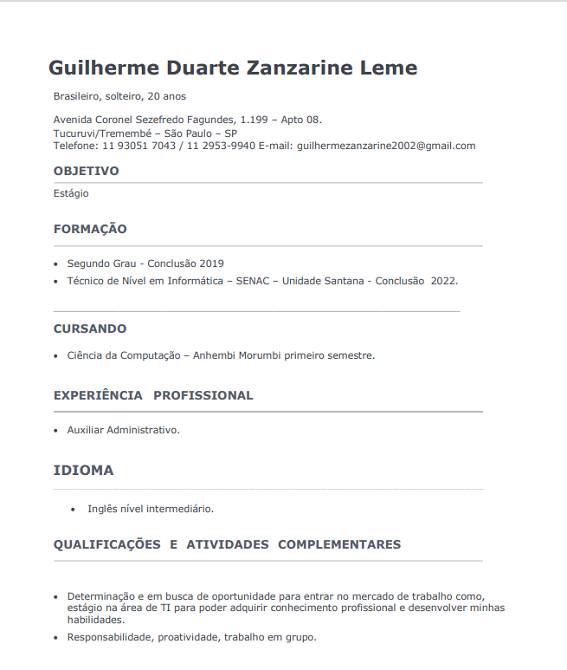 Guilherme Duarte Zanzarine Leme
Brasileiro, solteiro, 20 anos
Avenida Coronel Sezefredo Fagundes, 1.199 – Apto 08.
Tucuruvi/Tremembé – São Paulo – SP
Telefone: 11 93051 7043 / 11 2953-9940 E-mail: guilhermezanzarine2002@gmail.com
OBJETIVO
Estágio
FORMAÇÃO
• Segundo Grau - Conclusão 2019
• Técnico de Nível em Informática – SENAC – Unidade Santana - Conclusão 2022.
CURSANDO
• Ciência da Computação – Anhembi Morumbi primeiro semestre.
EXPERIÊNCIA PROFISSIONAL
• Auxiliar Administrativo.
IDIOMA
• Inglês nível intermediário.
QUALIFICAÇÕES E ATIVIDADES COMPLEMENTARES
• Determinação e em busca de oportunidade para entrar no mercado de trabalho como,
estágio na área de TI para poder adquirir conhecimento profissional e desenvolver minhas
habilidades.
• Responsabilidade, proatividade, trabalho em grupo.